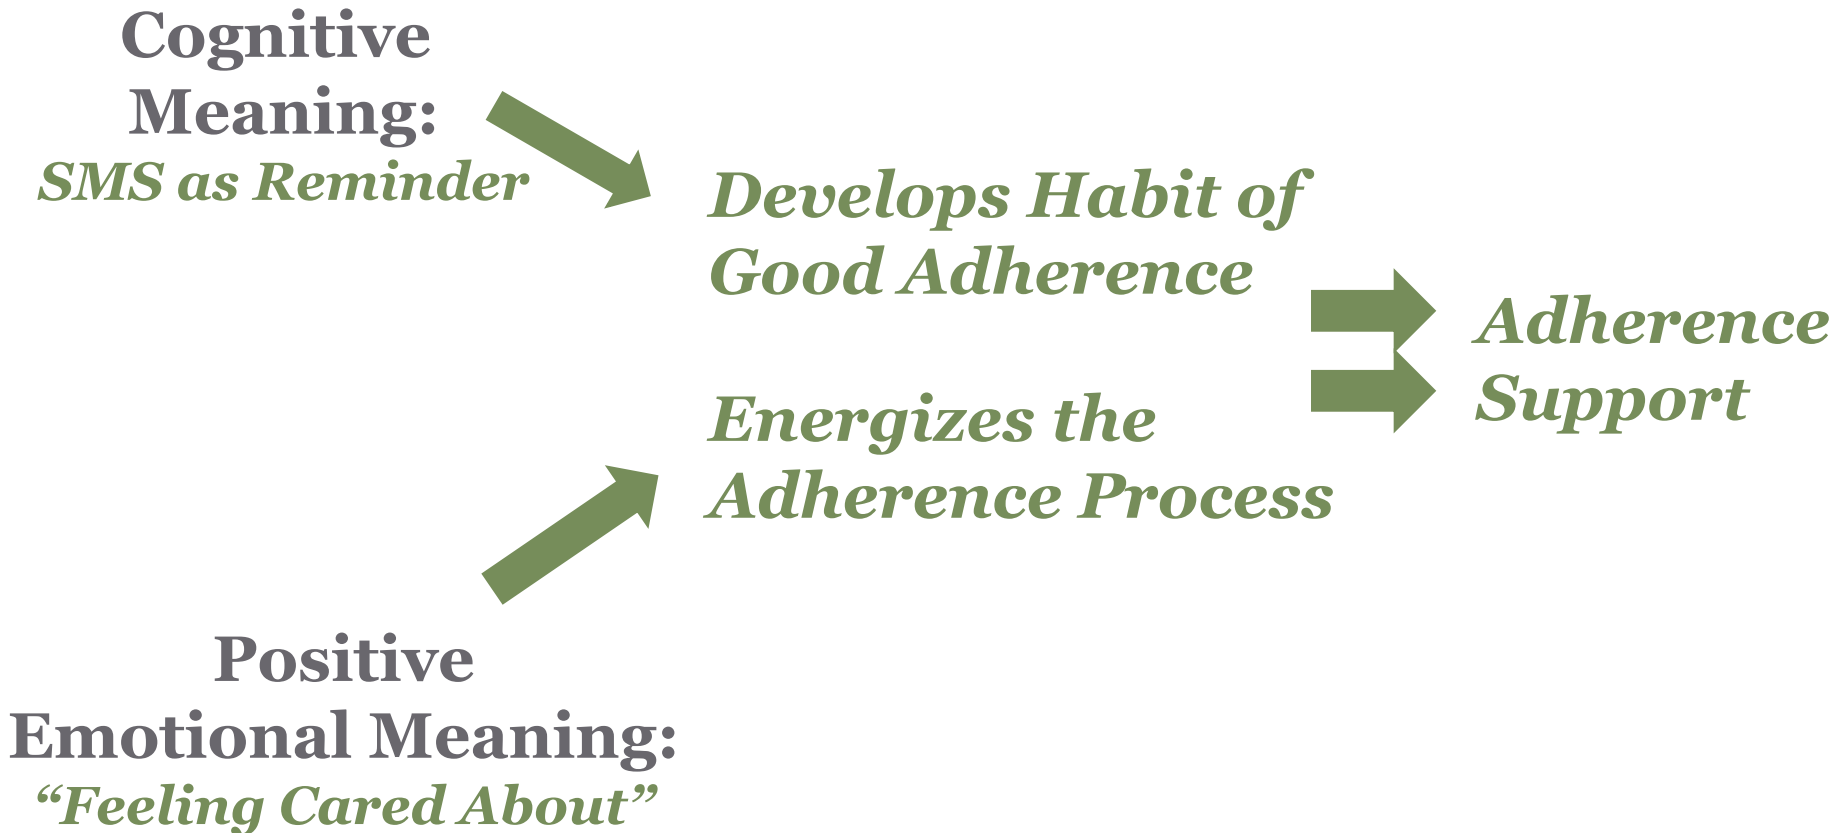 Cognitive
Meaning:
SMS as Reminder
Develops Habit of
Good Adherence
Energizes the
Adherence Process
Adherence
Support
Positive
Emotional Meaning:
“Feeling Cared About”